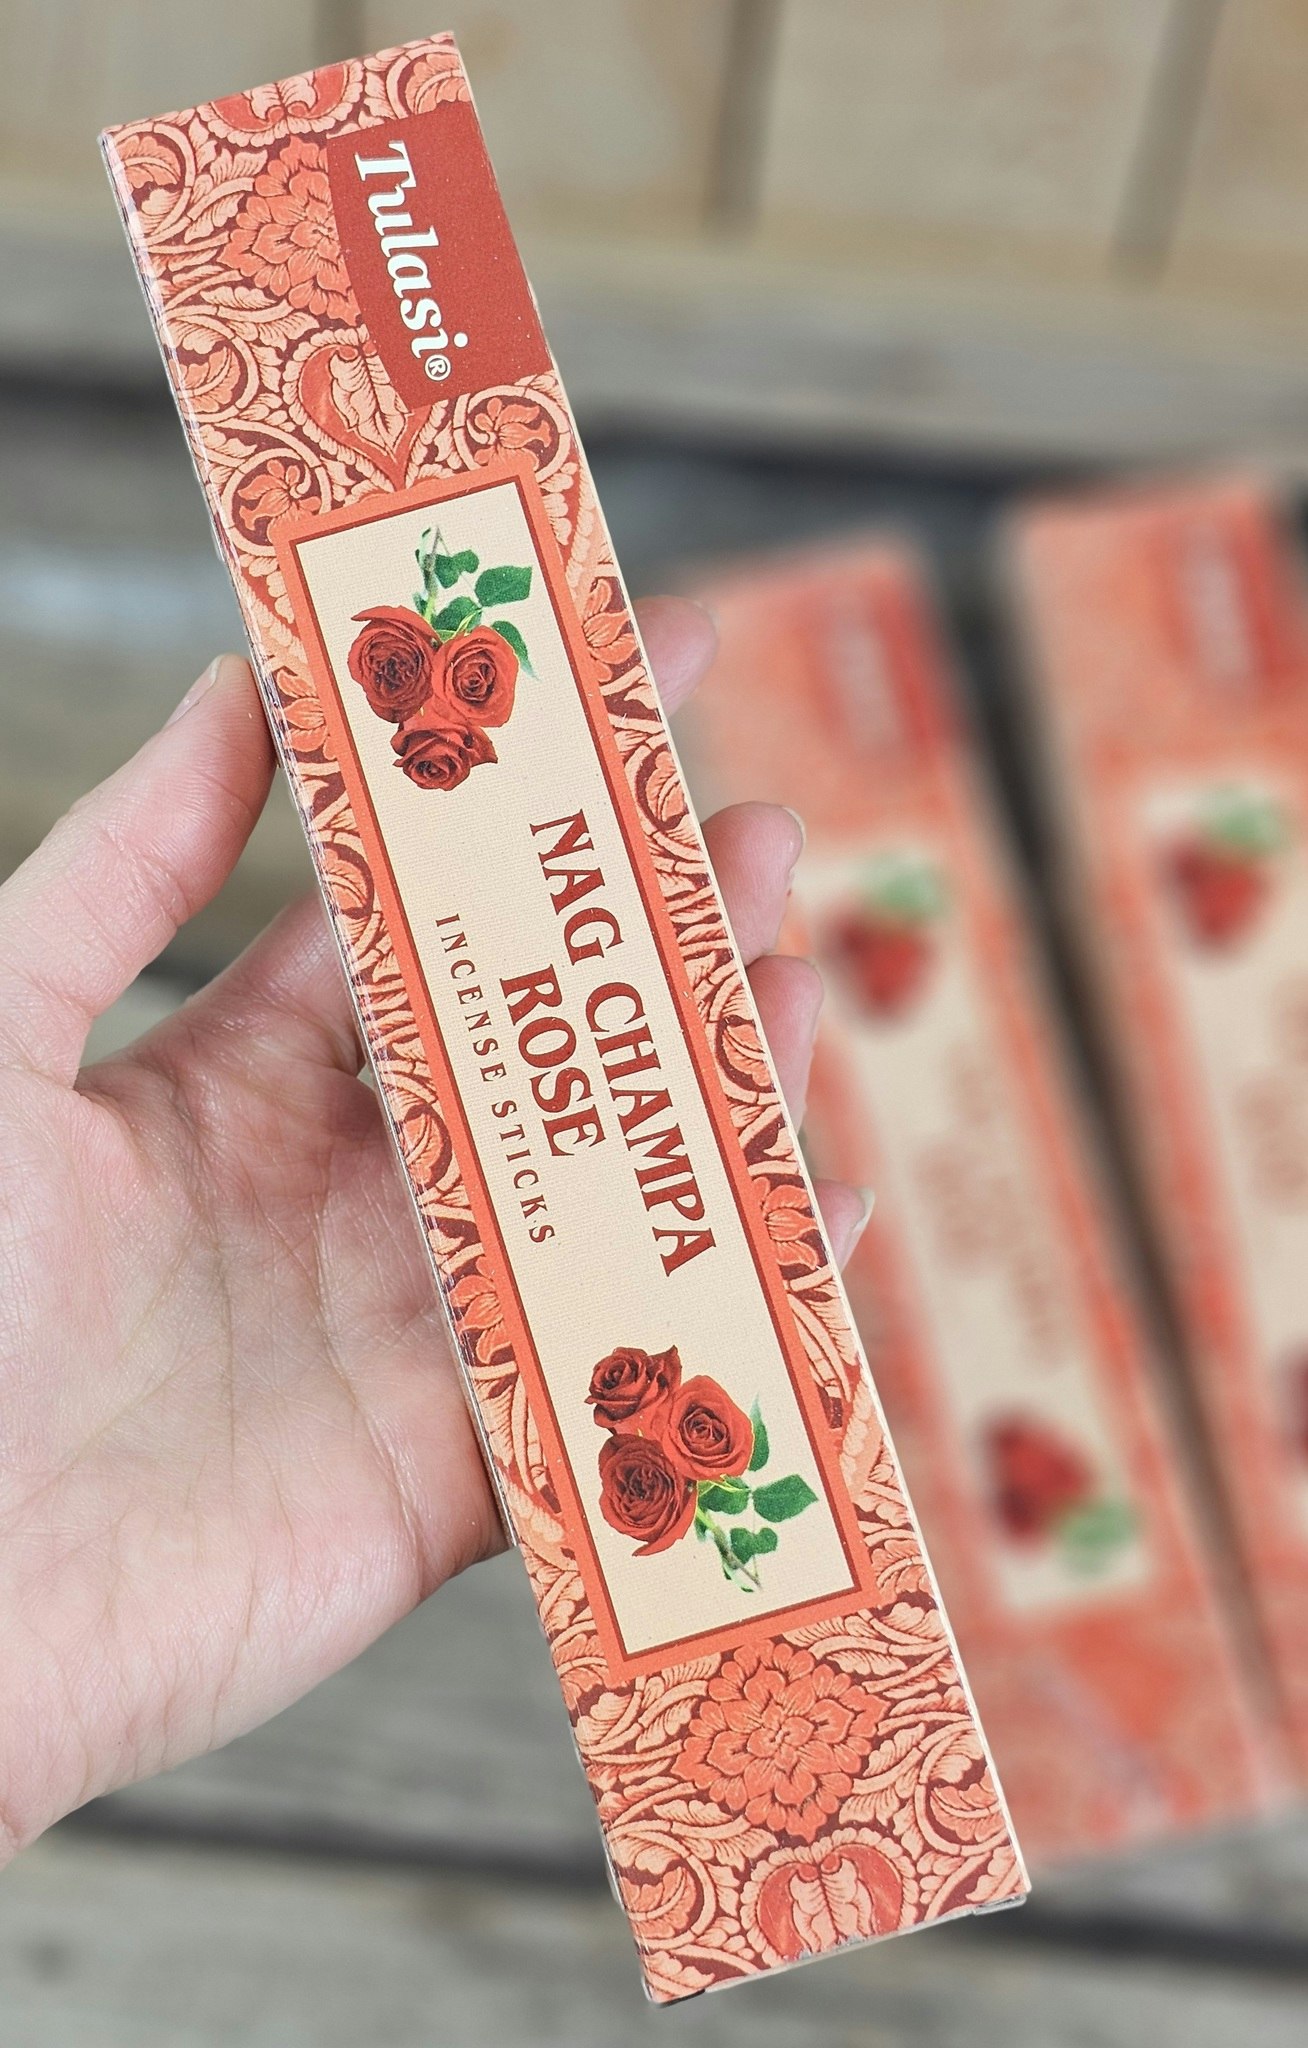 Tulasi®
NAG CHAMPA
ROSE
INCENSE STICKS